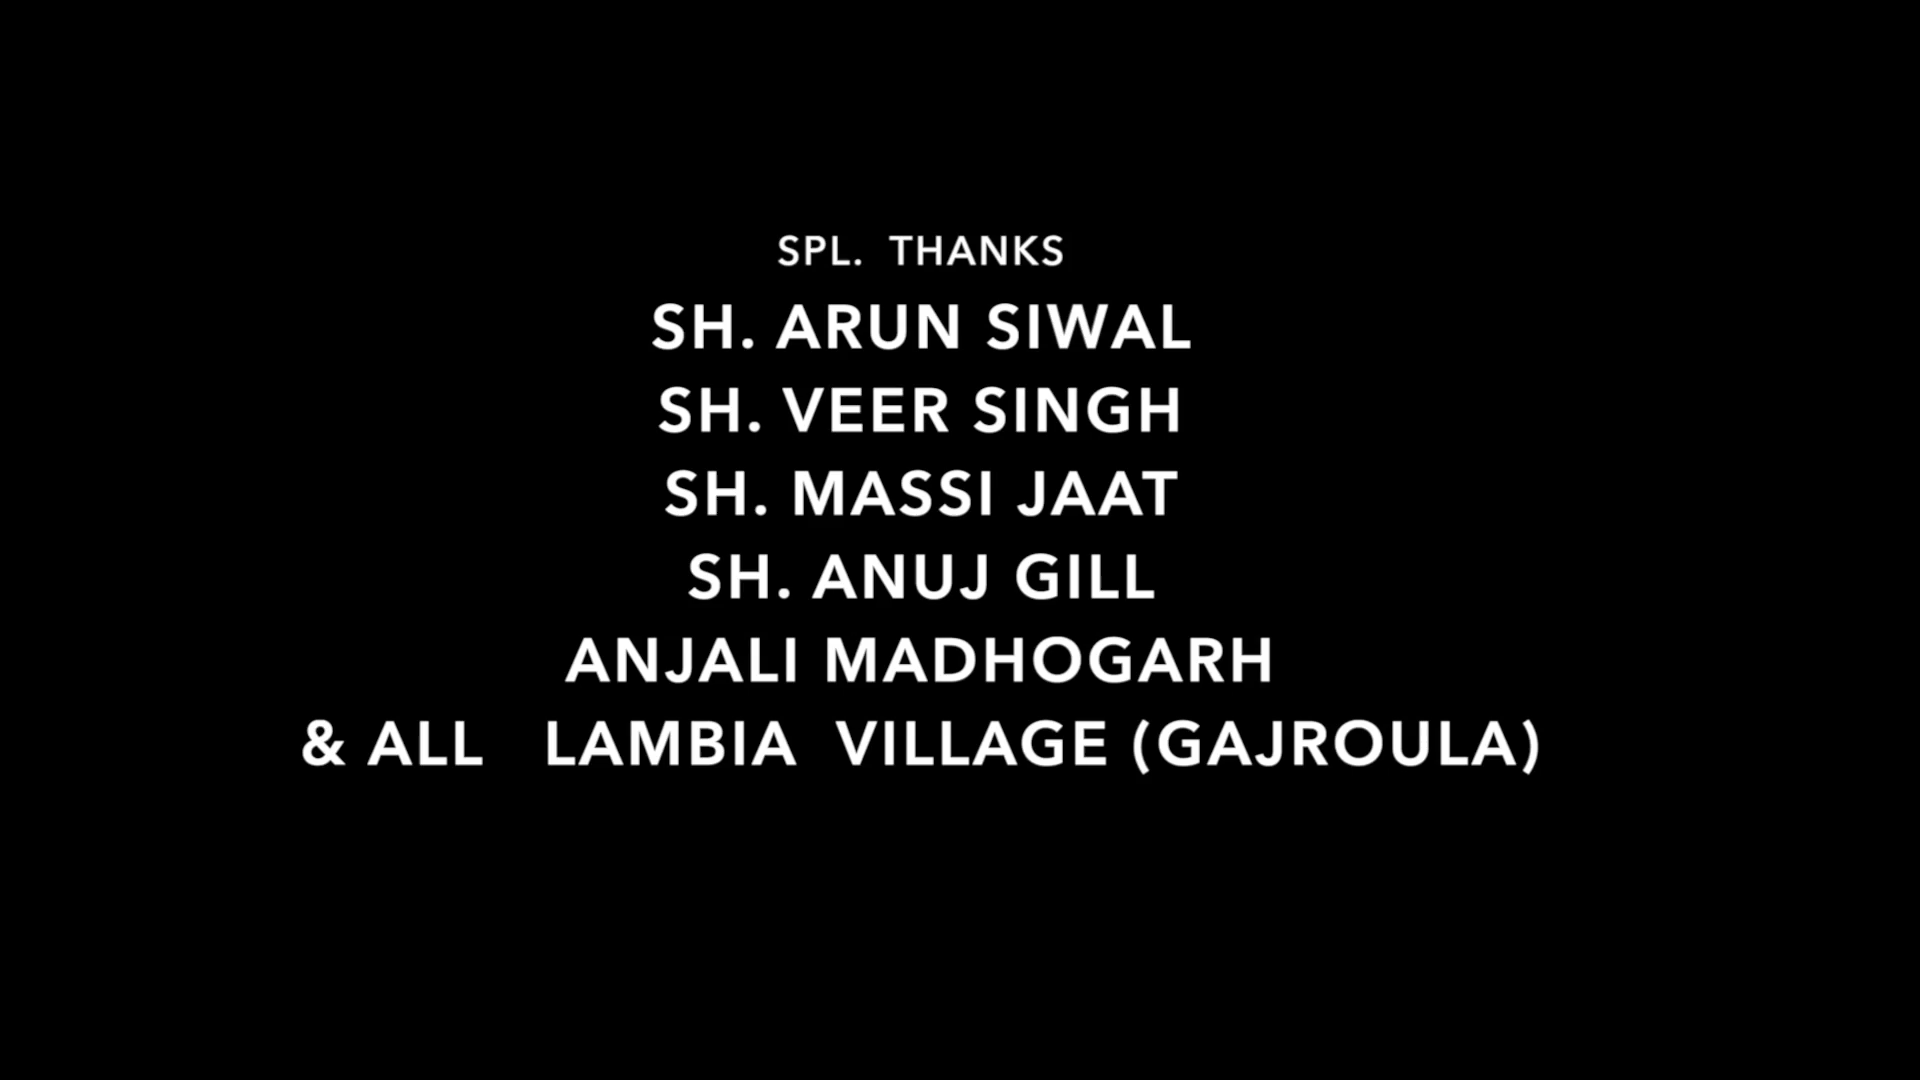 SPL. THANKS
SH. ARUN SIWAL
SH. VEER SINGH
SH. MASSI JAAT
SH. ANUJ GILL
ANJALI MADHOGARH
& ALL LAMBIA VILLAGE (GAJROULA)